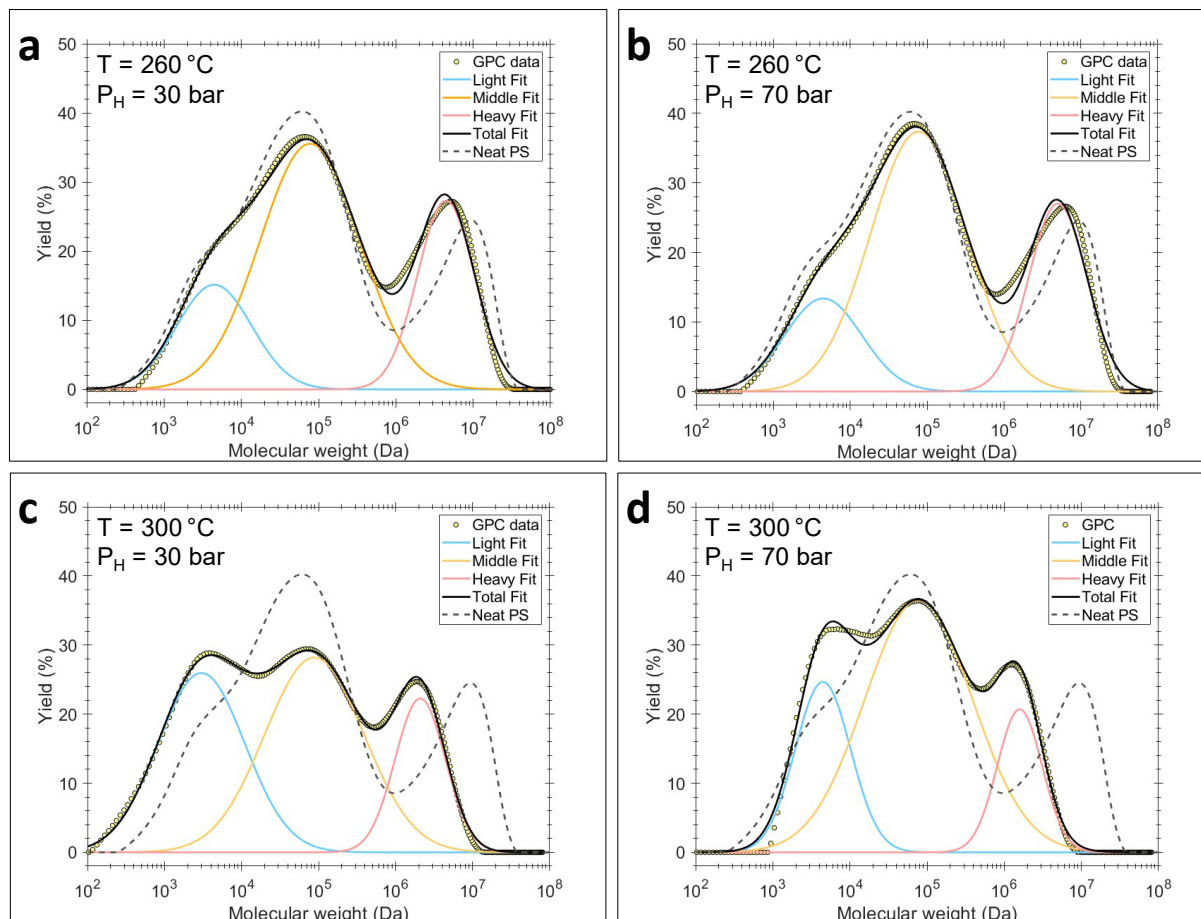 a
T = 260 °C
P_H = 30 bar
GPC data
Light Fit
Middle Fit
Heavy Fit
Total Fit
Neat PS
Yield (%)
50
40
30
20
10
0
10^2 10^3 10^4 10^5 10^6 10^7 10^8
Molecular weight (Da)
b
T = 260 °C
P_H = 70 bar
GPC data
Light Fit
Middle Fit
Heavy Fit
Total Fit
Neat PS
Yield (%)
50
40
30
20
10
0
10^2 10^3 10^4 10^5 10^6 10^7 10^8
Molecular weight (Da)
c
T = 300 °C
P_H = 30 bar
GPC data
Light Fit
Middle Fit
Heavy Fit
Total Fit
Neat PS
Yield (%)
50
40
30
20
10
0
10^2 10^3 10^4 10^5 10^6 10^7 10^8
Molecular weight (Da)
d
T = 300 °C
P_H = 70 bar
GPC
Light Fit
Middle Fit
Heavy Fit
Total Fit
Neat PS
Yield (%)
50
40
30
20
10
0
10^2 10^3 10^4 10^5 10^6 10^7 10^8
Molecular weight (Da)